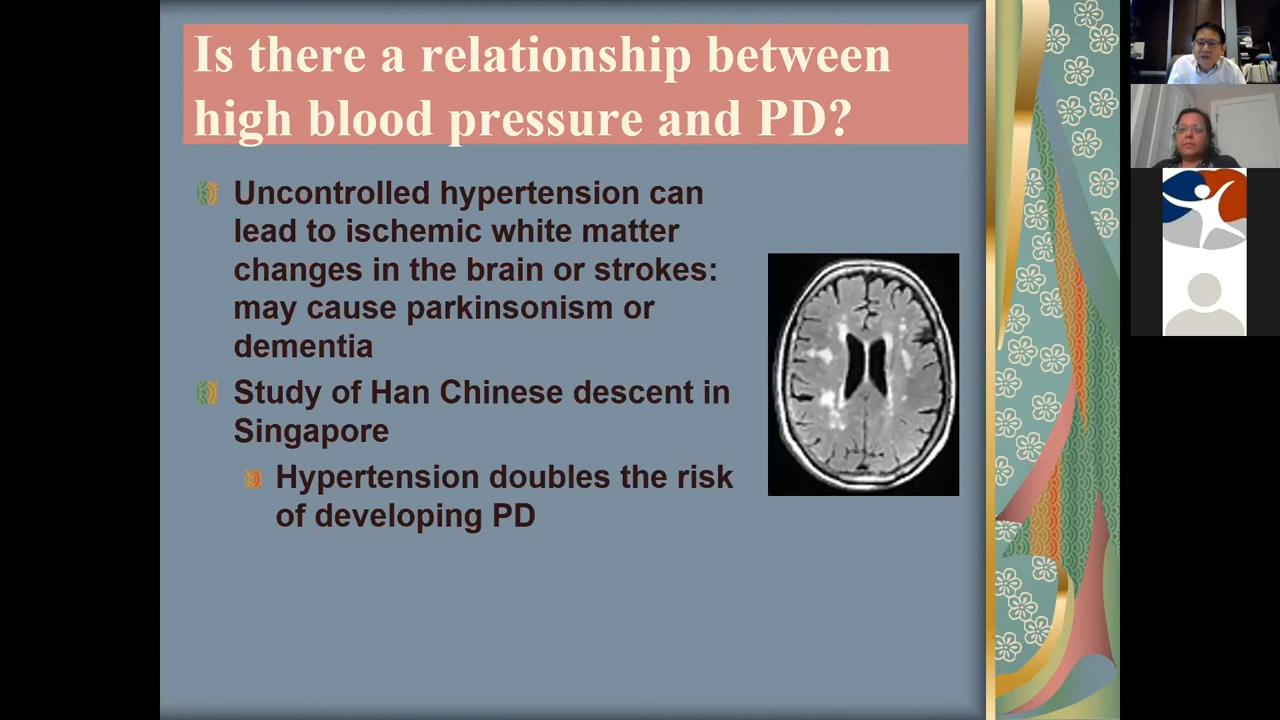 Is there a relationship between
high blood pressure and PD?
Uncontrolled hypertension can
lead to ischemic white matter
changes in the brain or strokes:
may cause parkinsonism or
dementia
Study of Han Chinese descent in
Singapore
Hypertension doubles the risk
of developing PD